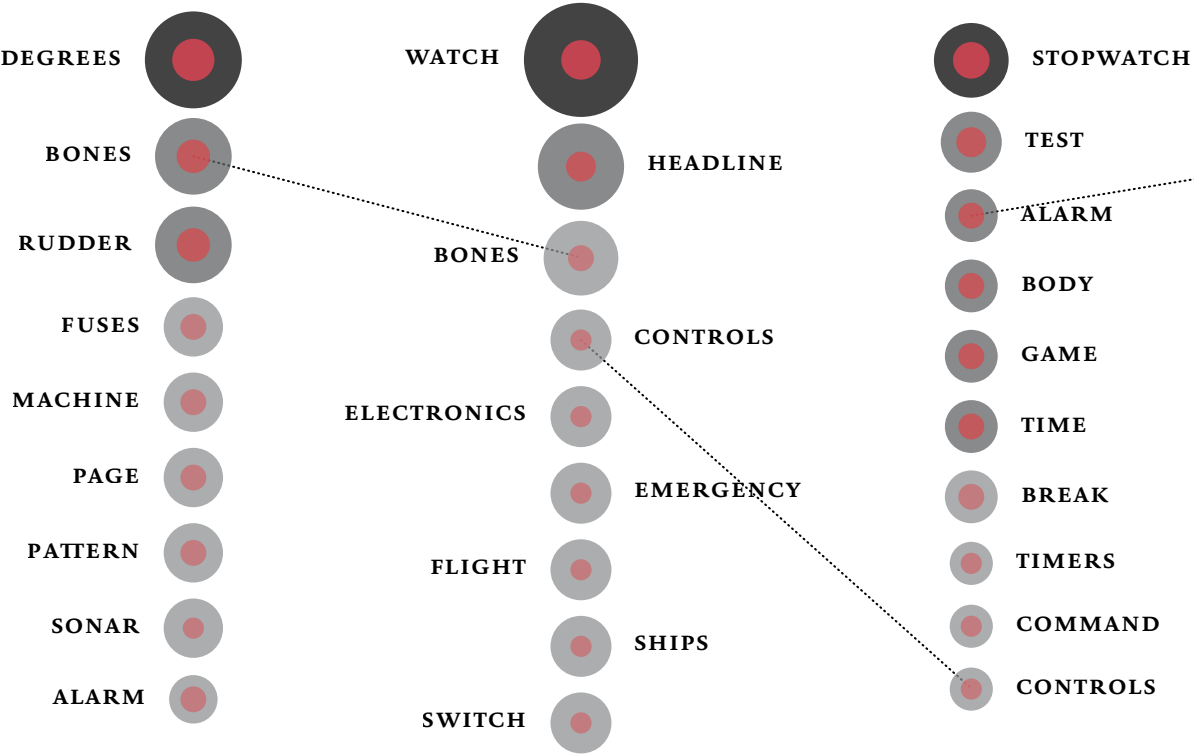 DEGREES
BONES
RUDDER
FUSES
MACHINE
PAGE
PATTERN
SONAR
ALARM
WATCH
HEADLINE
BONES
CONTROLS
ELECTRONICS
EMERGENCY
FLIGHT
SHIPS
SWITCH
STOPWATCH
TEST
ALARM
BODY
GAME
TIME
BREAK
TIMERS
COMMAND
CONTROLS